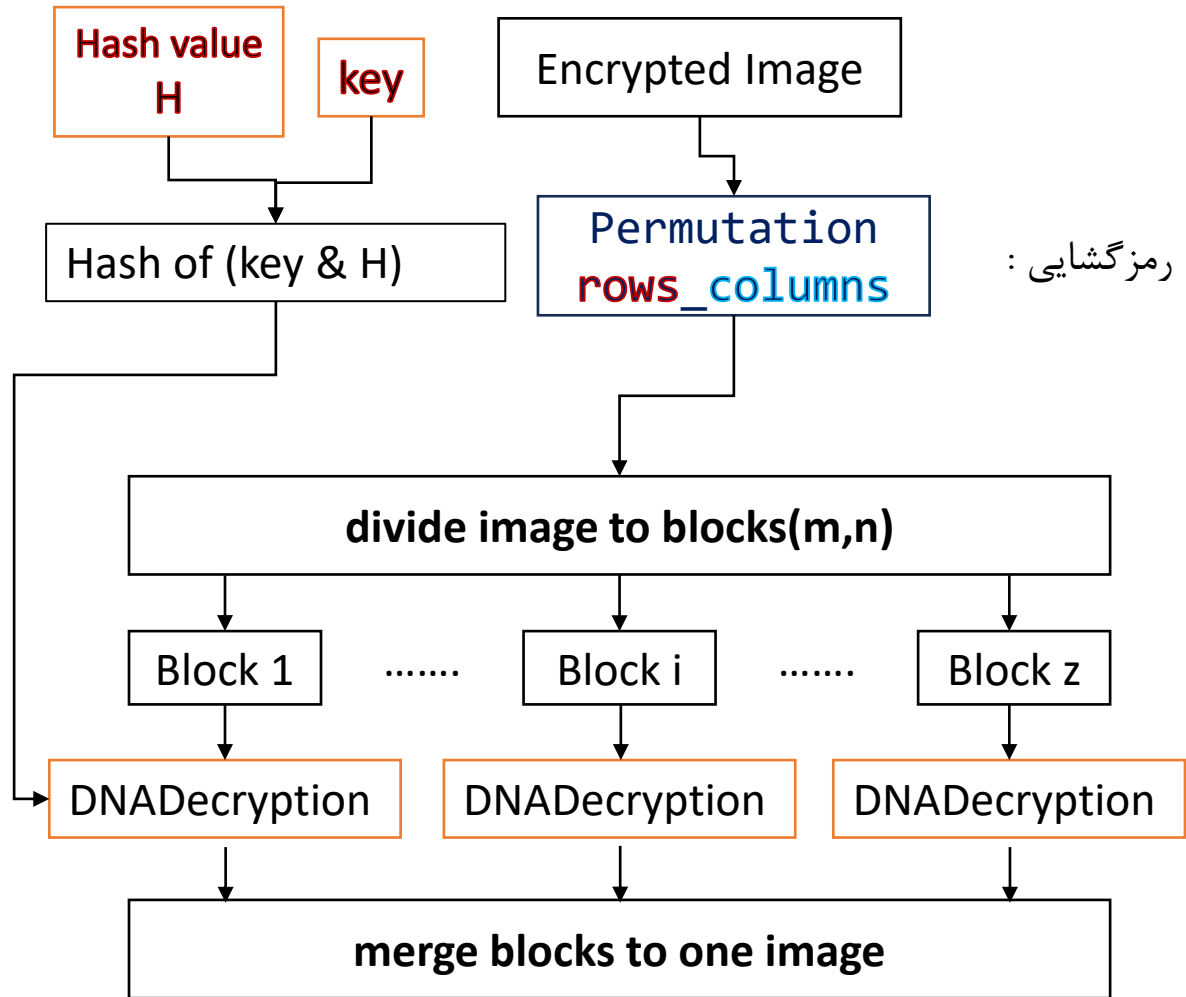 Hash value
H
key
Encrypted Image
Hash of (key & H)
Permutation
rows_columns
رمزگشایی :
divide image to blocks(m,n)
Block 1
.......
Block i
.......
Block z
DNADecryption
DNADecryption
DNADecryption
merge blocks to one image